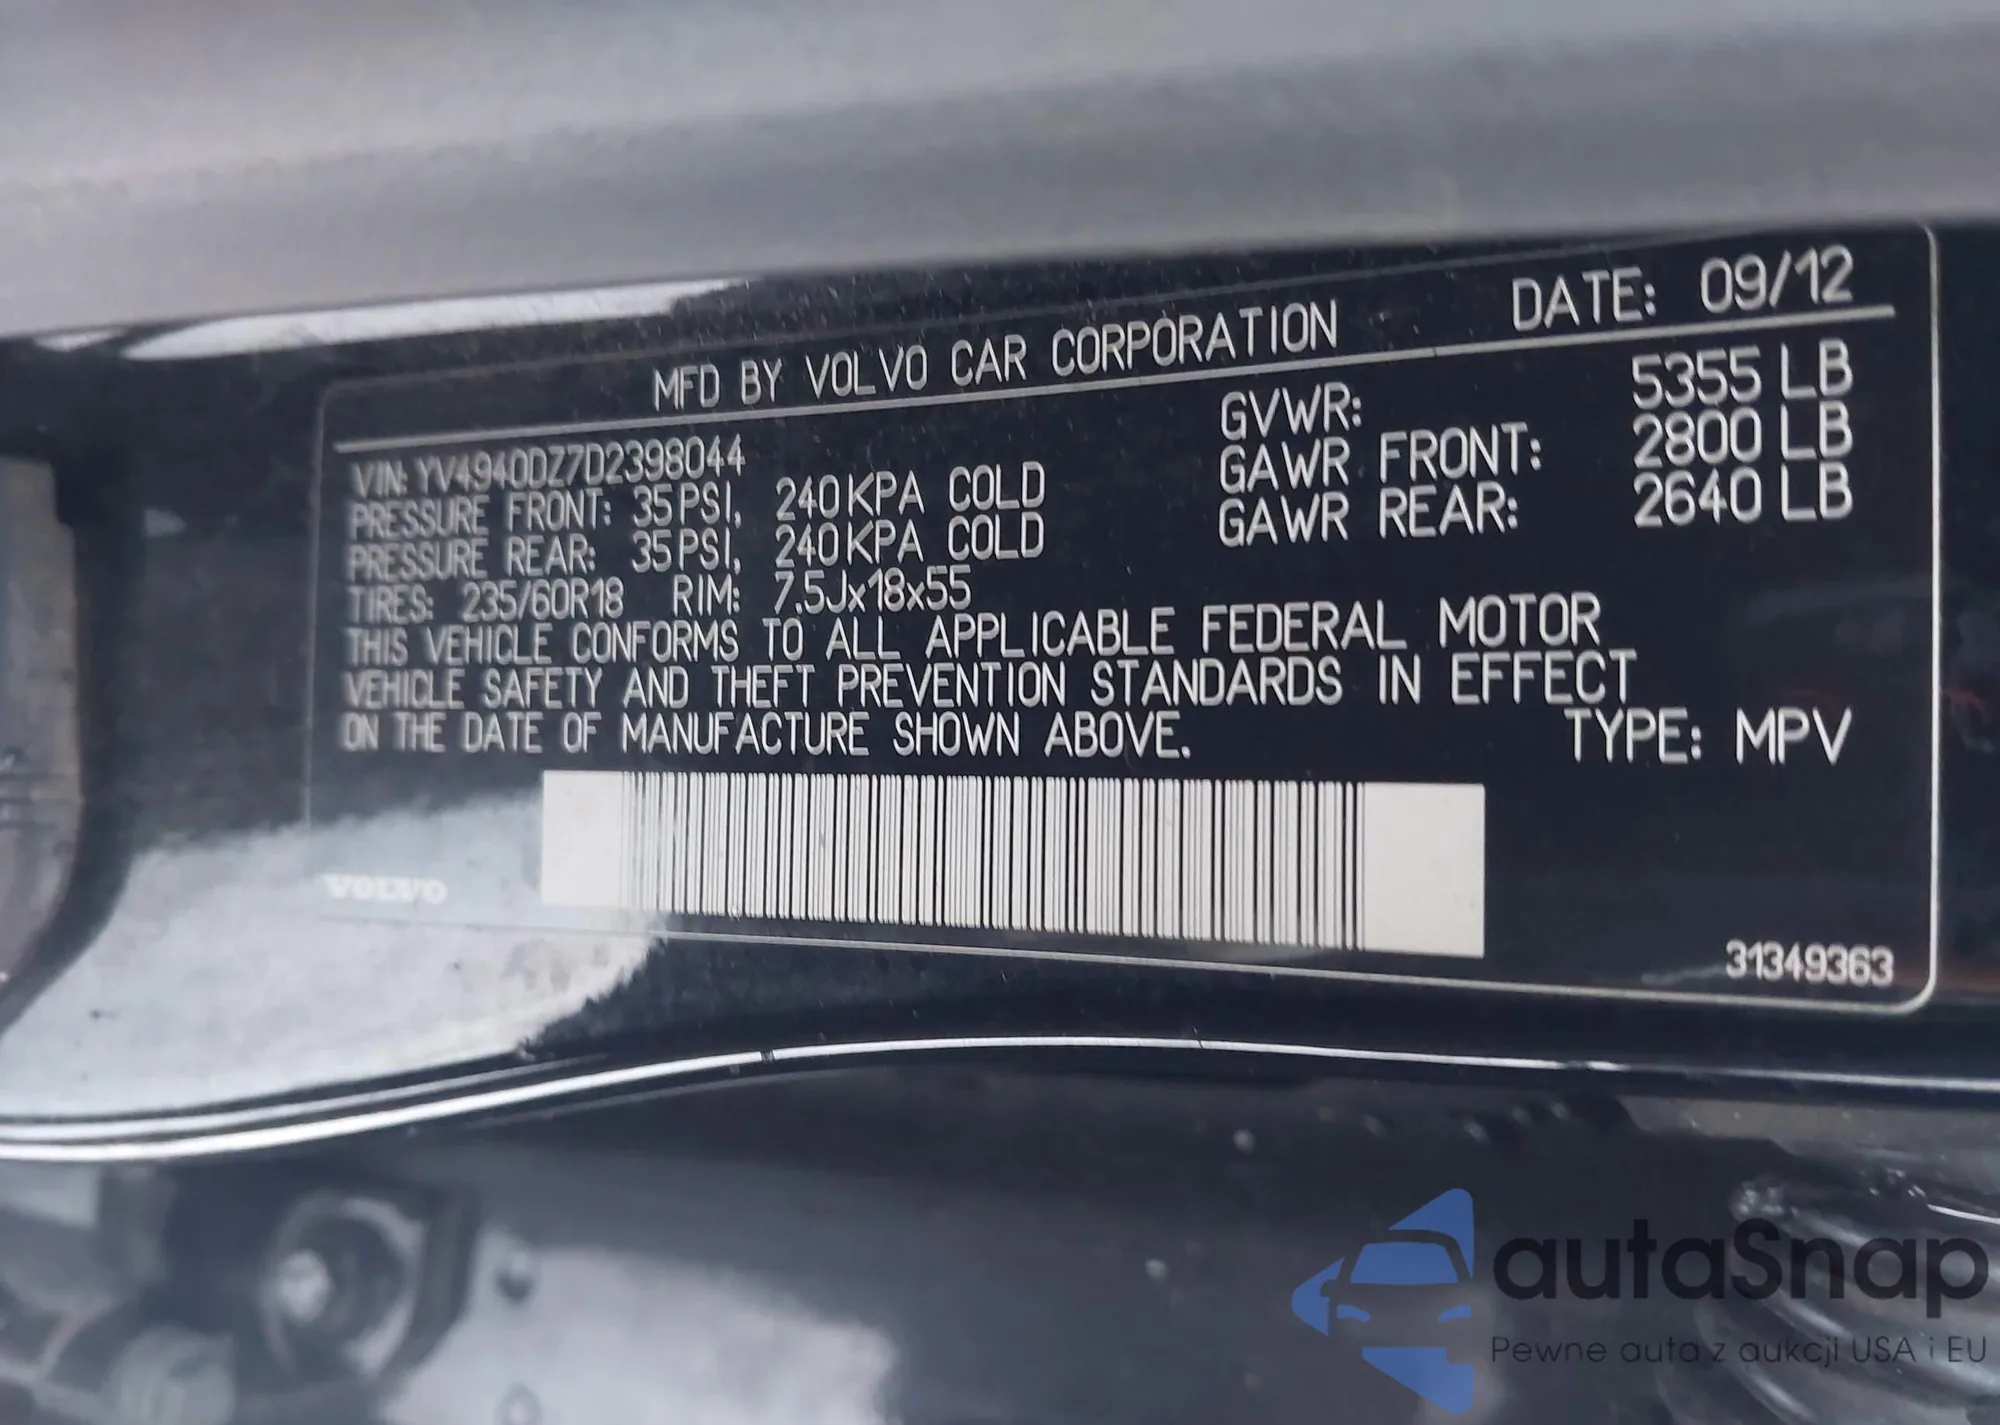 MFD BY VOLVO CAR CORPORATION DATE: 09/12
VIN: YV4940DZ7D2398044 GVWR: 5355 LB
PRESSURE FRONT: 35 PSI, 240 KPA COLD GAWR FRONT: 2800 LB
PRESSURE REAR: 35 PSI, 240 KPA COLD GAWR REAR: 2640 LB
TIRES: 235/60R18 RIM: 7.5Jx18x55
THIS VEHICLE CONFORMS TO ALL APPLICABLE FEDERAL MOTOR
VEHICLE SAFETY AND THEFT PREVENTION STANDARDS IN EFFECT
ON THE DATE OF MANUFACTURE SHOWN ABOVE. TYPE: MPV
VOLVO
31349363
autaSnap
Pewne auta z aukcji USA i EU